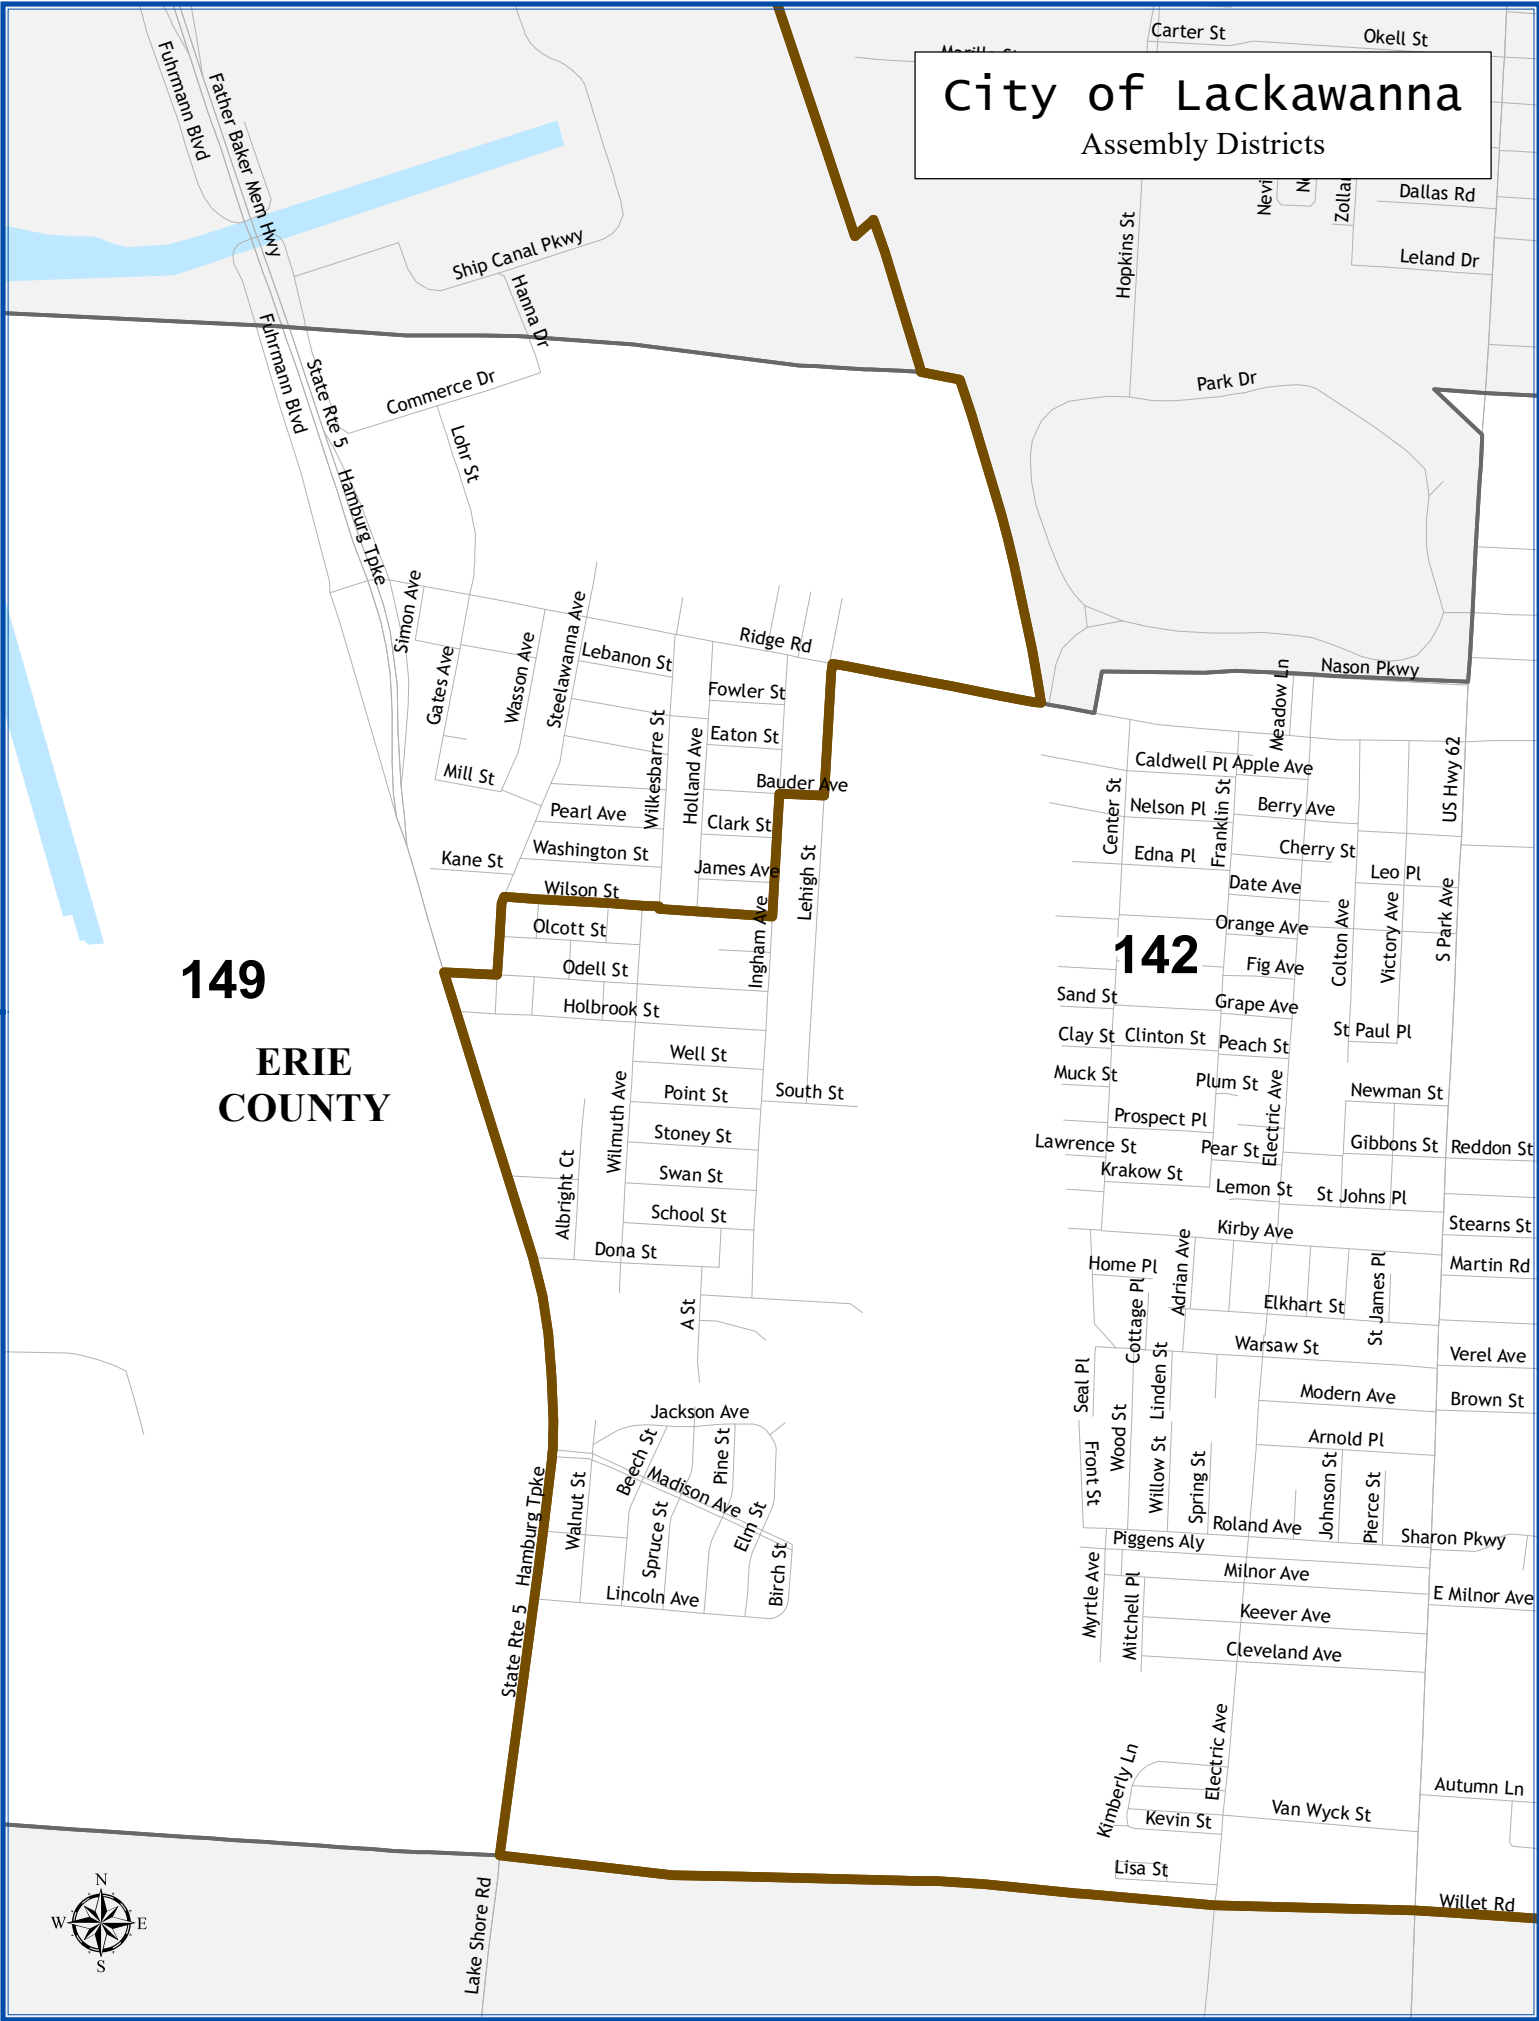 Carter St
Okell St
City of Lackawanna
Assembly Districts
Fuhrmann Blvd
Father Baker Mem Hwy
Dallas Rd
Leland Dr
Hopkins St
Ship Canal Pkwy
Hanna Dr
Fuhrmann Blvd
State Rte 5
Commerce Dr
Park Dr
Lohr St
Hamburg Tpke
Simon Ave
Gates Ave
Wasson Ave
Steelawanna Ave
Lebanon St
Ridge Rd
Nason Pkwy
Meadow Ln
Fowler St
Eaton St
Wilkesbarre St
Holland Ave
Bauder Ave
Mill St
Pearl Ave
Clark St
Washington St
Kane St
James Ave
Wilson St
Lehigh St
Ingham Ave
Olcott St
Odell St
Holbrook St
149
ERIE
COUNTY
Caldwell Pl
Apple Ave
US Hwy 62
Center St
Nelson Pl
Franklin St
Berry Ave
Edna Pl
Cherry St
Leo Pl
Date Ave
Colton Ave
Victory Ave
S Park Ave
Orange Ave
142
Fig Ave
Sand St
Grape Ave
Clay St
Clinton St
Peach St
St Paul Pl
Muck St
Plum St
Electric Ave
Newman St
Prospect Pl
Lawrence St
Pear St
Gibbons St
Reddon St
Krakow St
Lemon St
St Johns Pl
Kirby Ave
Stearns St
Well St
Point St
South St
Wilmuth Ave
Stoney St
Swan St
Albright Ct
School St
Dona St
A St
Home Pl
Adrian Ave
Martin Rd
Cottage Pl
Elkhart St
St James Pl
Warsaw St
Verel Ave
Seal Pl
Linden St
Modern Ave
Brown St
Wood St
Front St
Willow St
Spring St
Arnold Pl
Johnson St
Pierce St
Roland Ave
Sharon Pkwy
Piggens Aly
Milnor Ave
E Milnor Ave
Myrtle Ave
Mitchell Pl
Keever Ave
Cleveland Ave
Jackson Ave
Beech St
Pine St
Madison Ave
Walnut St
Spruce St
Elm St
Birch St
Lincoln Ave
Hamburg Tpke
State Rte 5
Electric Ave
Kimberly Ln
Kevin St
Van Wyck St
Autumn Ln
Lisa St
Willet Rd
Lake Shore Rd
N
W
E
S